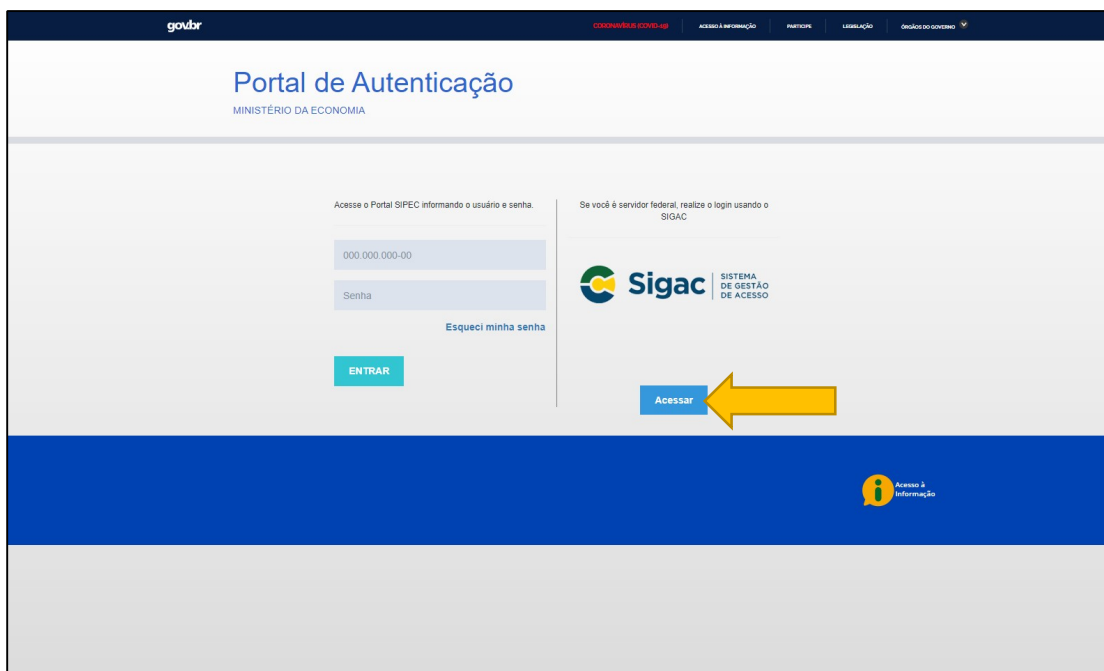 gov.br
CORONAVÍRUS (COVID-19)
ACESSO À INFORMAÇÃO
PARTICIPE
LEGISLAÇÃO
ÓRGÃOS DO GOVERNO
Portal de Autenticação
MINISTÉRIO DA ECONOMIA
Acesse o Portal SIPEC informando o usuário e senha.
000.000.000-00
Senha
Esqueci minha senha
ENTRAR
Se você é servidor federal, realize o login usando o
SIGAC
Sigac
SISTEMA
DE GESTÃO
DE ACESSO
Acessar
Acesso à
Informação